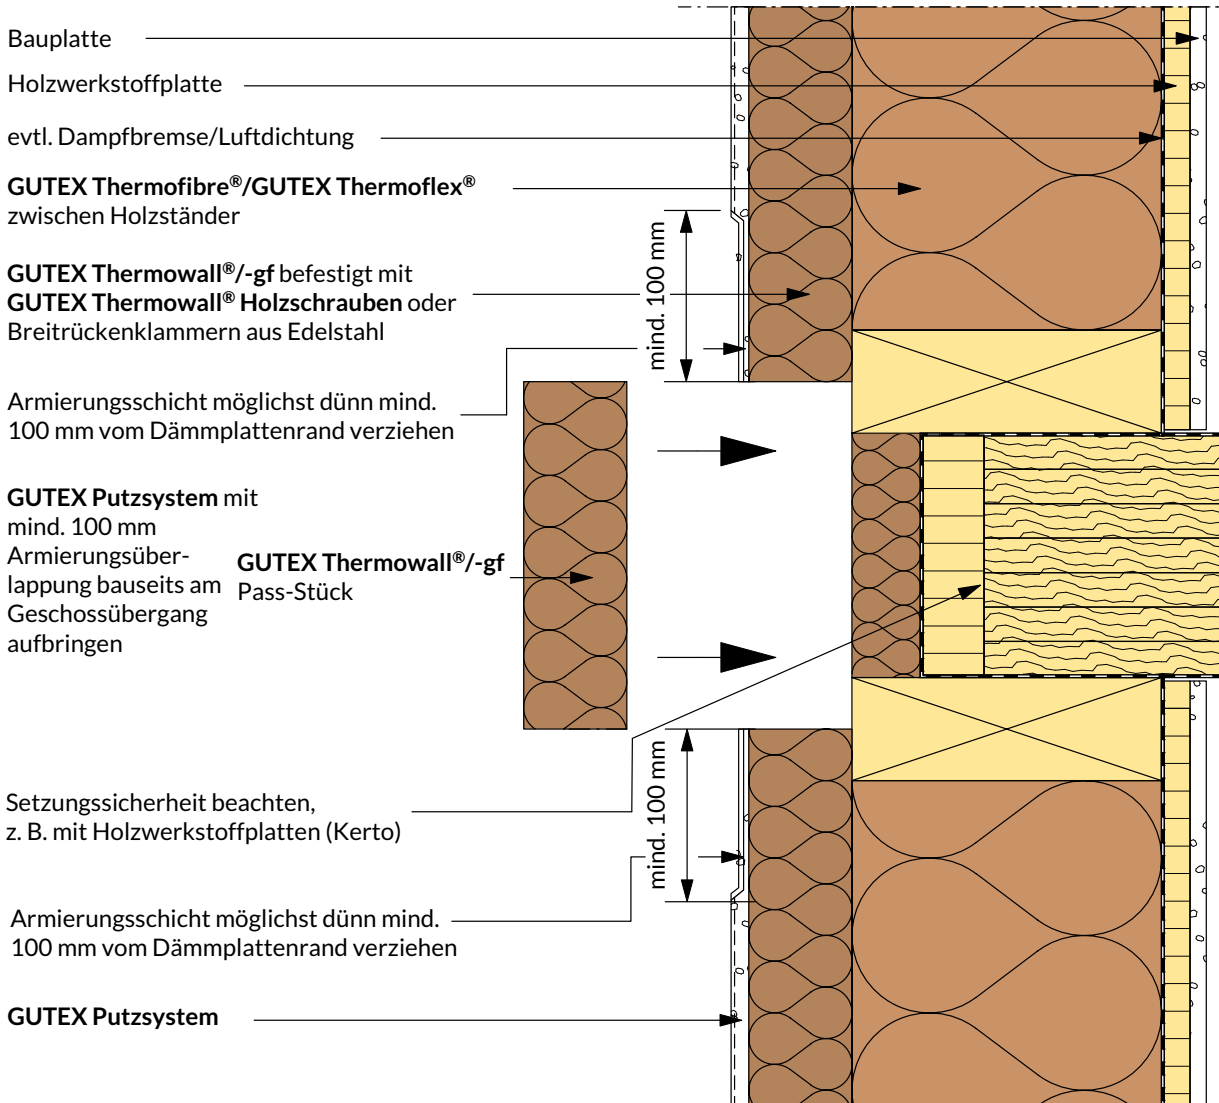 Bauplatte
Holzwerkstoffplatte
evtl. Dampfbremse/Luftdichtung
GUTEX Thermofibre®/GUTEX Thermoflex®
zwischen Holzständer
GUTEX Thermowall®/-gf befestigt mit
GUTEX Thermowall® Holzschrauben oder
Breitrückenklammern aus Edelstahl
mind. 100 mm
Armierungsschicht möglichst dünn mind.
100 mm vom Dämmplattenrand verziehen
GUTEX Putzsystem mit
mind. 100 mm
Armierungsüber-
lappung bauseits am
Geschossübergang
aufbringen
GUTEX Thermowall®/-gf
Pass-Stück
Setzungssicherheit beachten,
z. B. mit Holzwerkstoffplatten (Kerto)
mind. 100 mm
Armierungsschicht möglichst dünn mind.
100 mm vom Dämmplattenrand verziehen
GUTEX Putzsystem